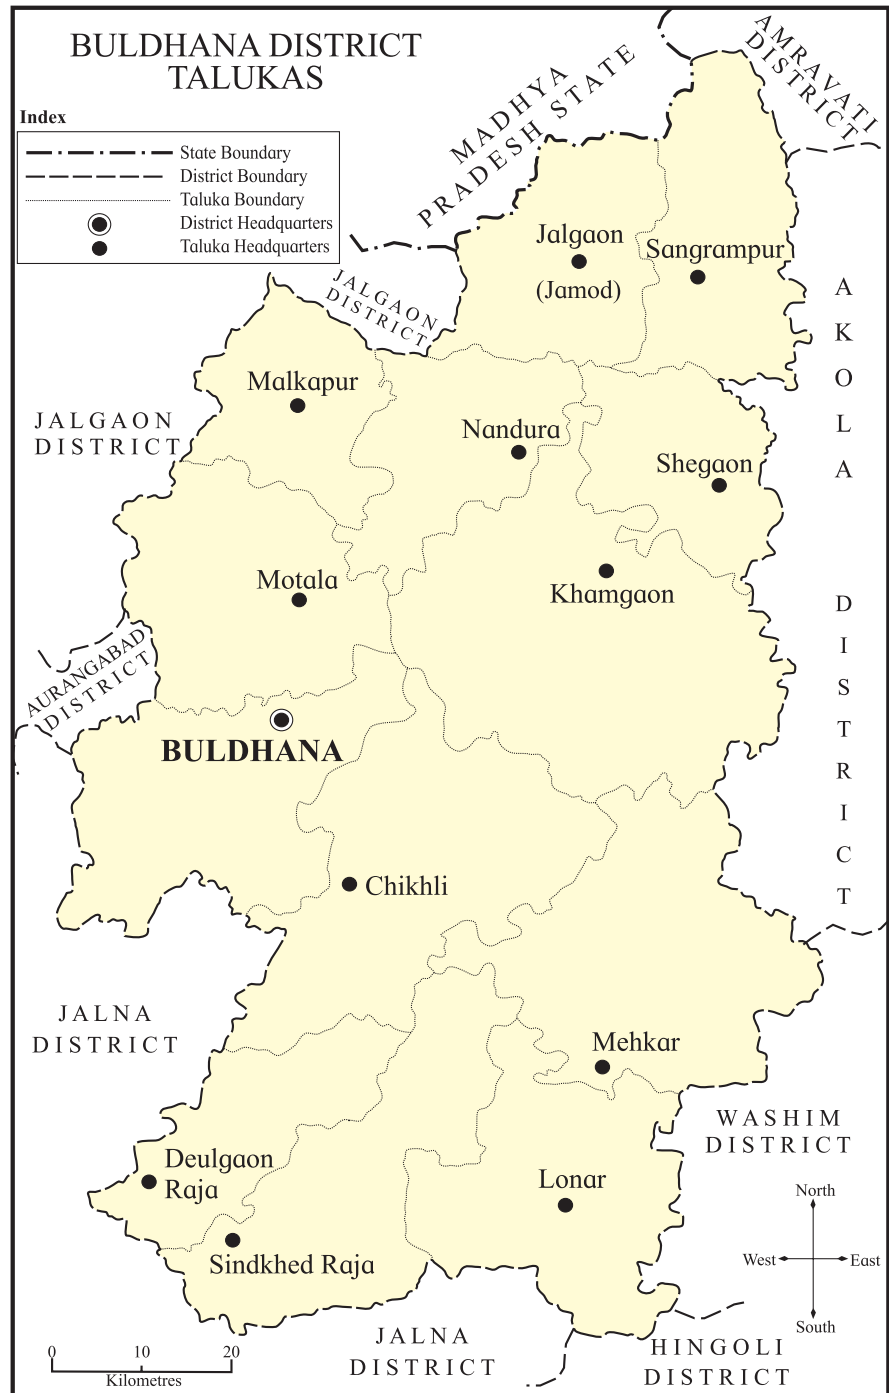 BULDHANA DISTRICT
TALUKAS
Index
State Boundary
District Boundary
Taluka Boundary
District Headquarters
Taluka Headquarters
MADHYA
PRADESH STATE
AMRAVATI
DISTRICT
JALGAON
DISTRICT
Jalgaon
(Jamod)
Sangrampur
AKOLA
DISTRICT
Malkapur
JALGAON
DISTRICT
Nandura
Shegaon
Motala
Khamgaon
AURANGABAD
DISTRICT
BULDHANA
Chikhli
JALNA
DISTRICT
Mehkar
WASHIM
DISTRICT
Deulgaon
Raja
Lonar
Sindkhed Raja
North
West
East
South
JALNA
DISTRICT
HINGOLI
DISTRICT
0 10 20
Kilometres